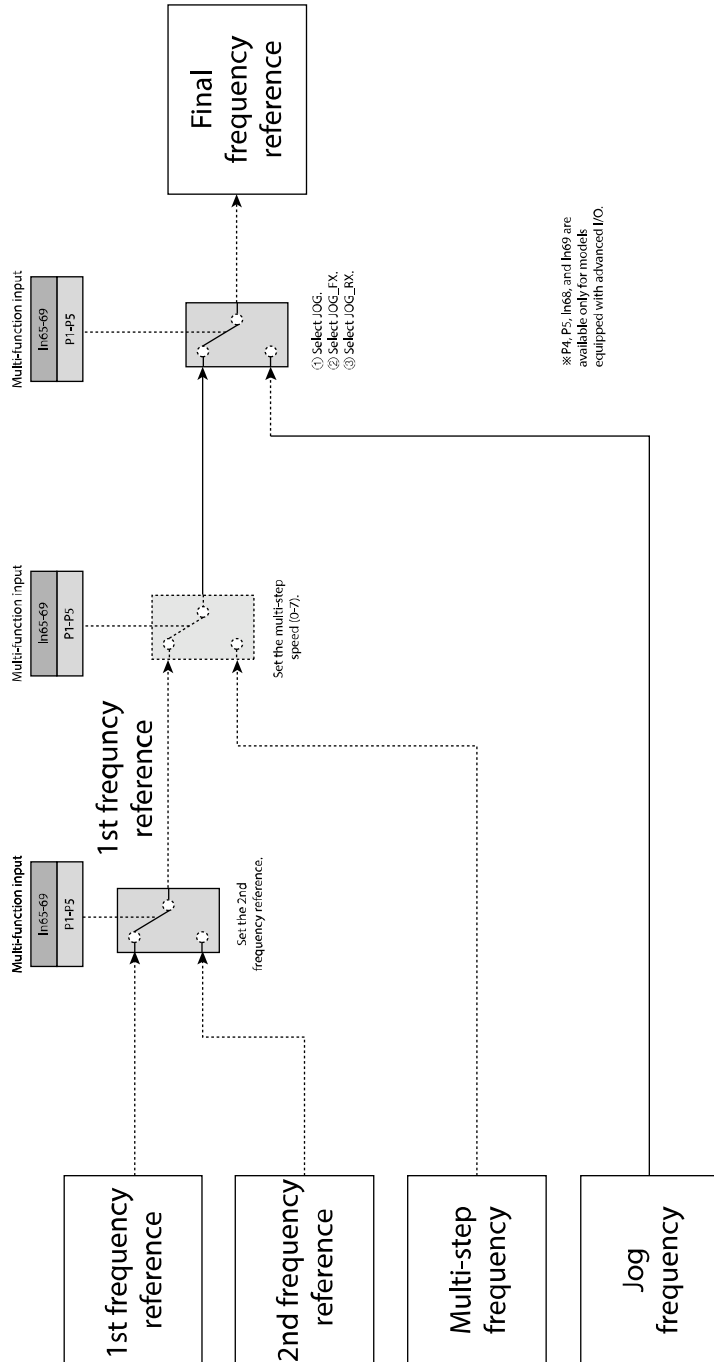 1st frequency
reference
2nd frequency
reference
Multi-step
frequency
Jog
frequency
Multi-function input
In65-69
P1-P5
Set the 2nd
frequency reference.
1st frequncy
reference
Multi-function input
In65-69
P1-P5
Set the multi-step
speed (0-7).
Multi-function input
In65-69
P1-P5
① Select JOG.
② Select JOG_FX.
③ Select JOG_RX.
Final
frequency
reference
※P4, P5, In68, and In69 are
available only for models
equipped with advanced I/O.